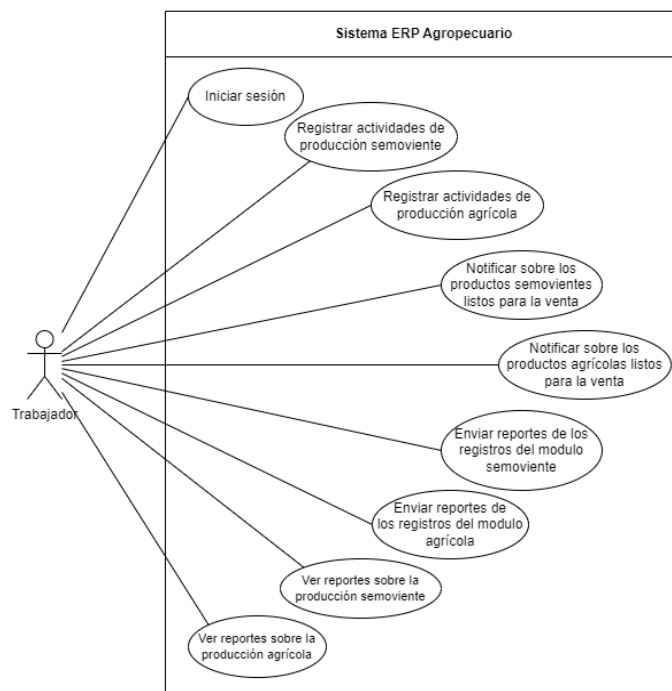 Sistema ERP Agropecuario
Iniciar sesión
Registrar actividades de
producción semoviente
Registrar actividades de
producción agrícola
Notificar sobre los
productos semovientes
listos para la venta
Notificar sobre los
productos agrícolas listos
para la venta
Trabajador
Enviar reportes de los
registros del modulo
semoviente
Enviar reportes de
los registros del modulo
agrícola
Ver reportes sobre la
producción semoviente
Ver reportes sobre la
producción agrícola